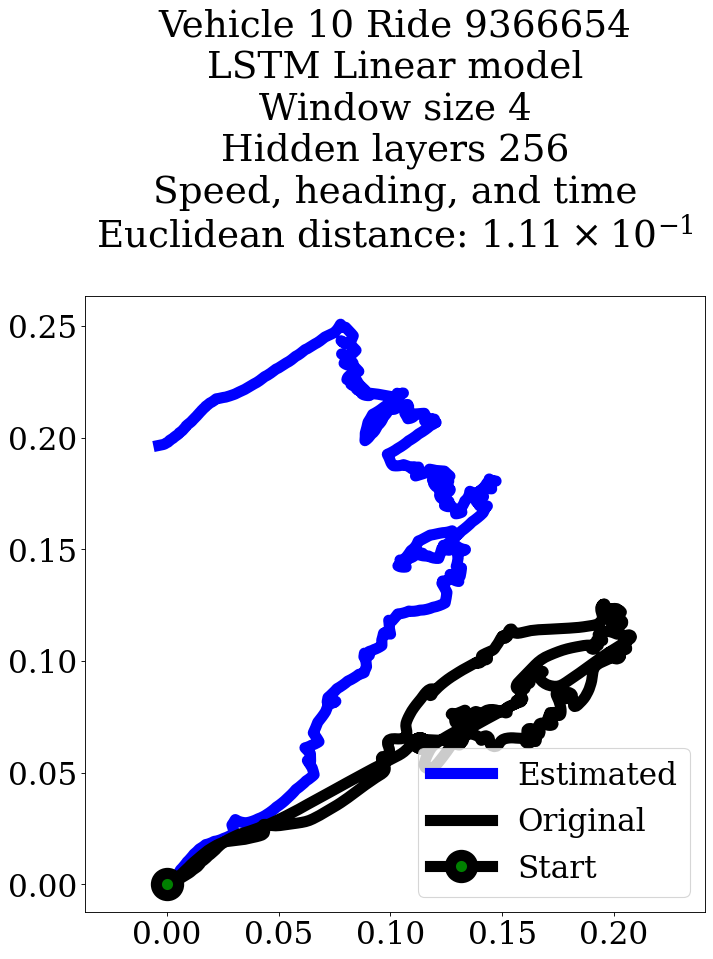 Vehicle 10 Ride 9366654
LSTM Linear model
Window size 4
Hidden layers 256
Speed, heading, and time
Euclidean distance: 1.11 × 10⁻¹
0.25
0.20
0.15
0.10
0.05
0.00
Estimated
Original
Start
0.00 0.05 0.10 0.15 0.20